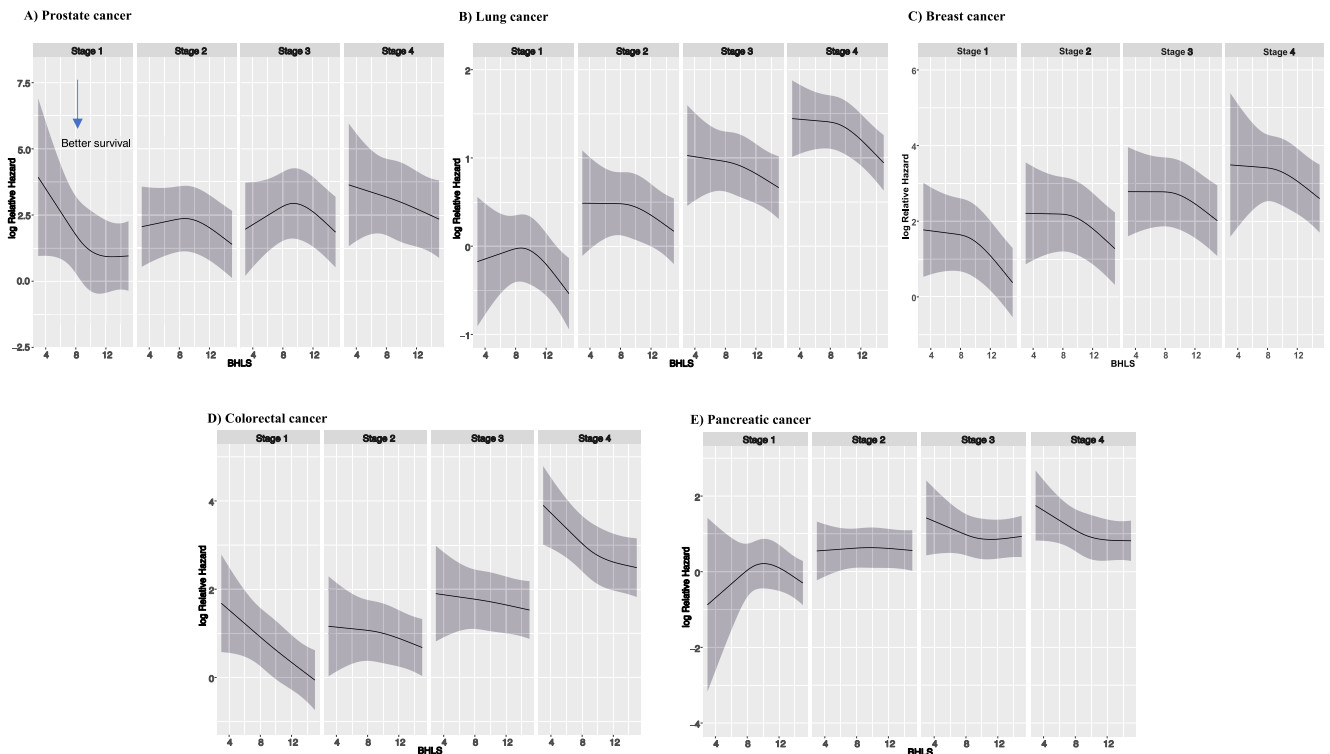 A) Prostate cancer
Stage 1 Stage 2 Stage 3 Stage 4
7.5
5.0
2.5
0.0
−2.5
log Relative Hazard
Better survival
4 8 12 4 8 12 4 8 12 4 8 12
BHLS
B) Lung cancer
Stage 1 Stage 2 Stage 3 Stage 4
2
1
0
−1
log Relative Hazard
4 8 12 4 8 12 4 8 12 4 8 12
BHLS
C) Breast cancer
Stage 1 Stage 2 Stage 3 Stage 4
6
4
2
0
log Relative Hazard
4 8 12 4 8 12 4 8 12 4 8 12
BHLS
D) Colorectal cancer
Stage 1 Stage 2 Stage 3 Stage 4
4
2
0
log Relative Hazard
4 8 12 4 8 12 4 8 12 4 8 12
BHLS
E) Pancreatic cancer
Stage 1 Stage 2 Stage 3 Stage 4
2
0
−2
−4
log Relative Hazard
4 8 12 4 8 12 4 8 12 4 8 12
BHLS